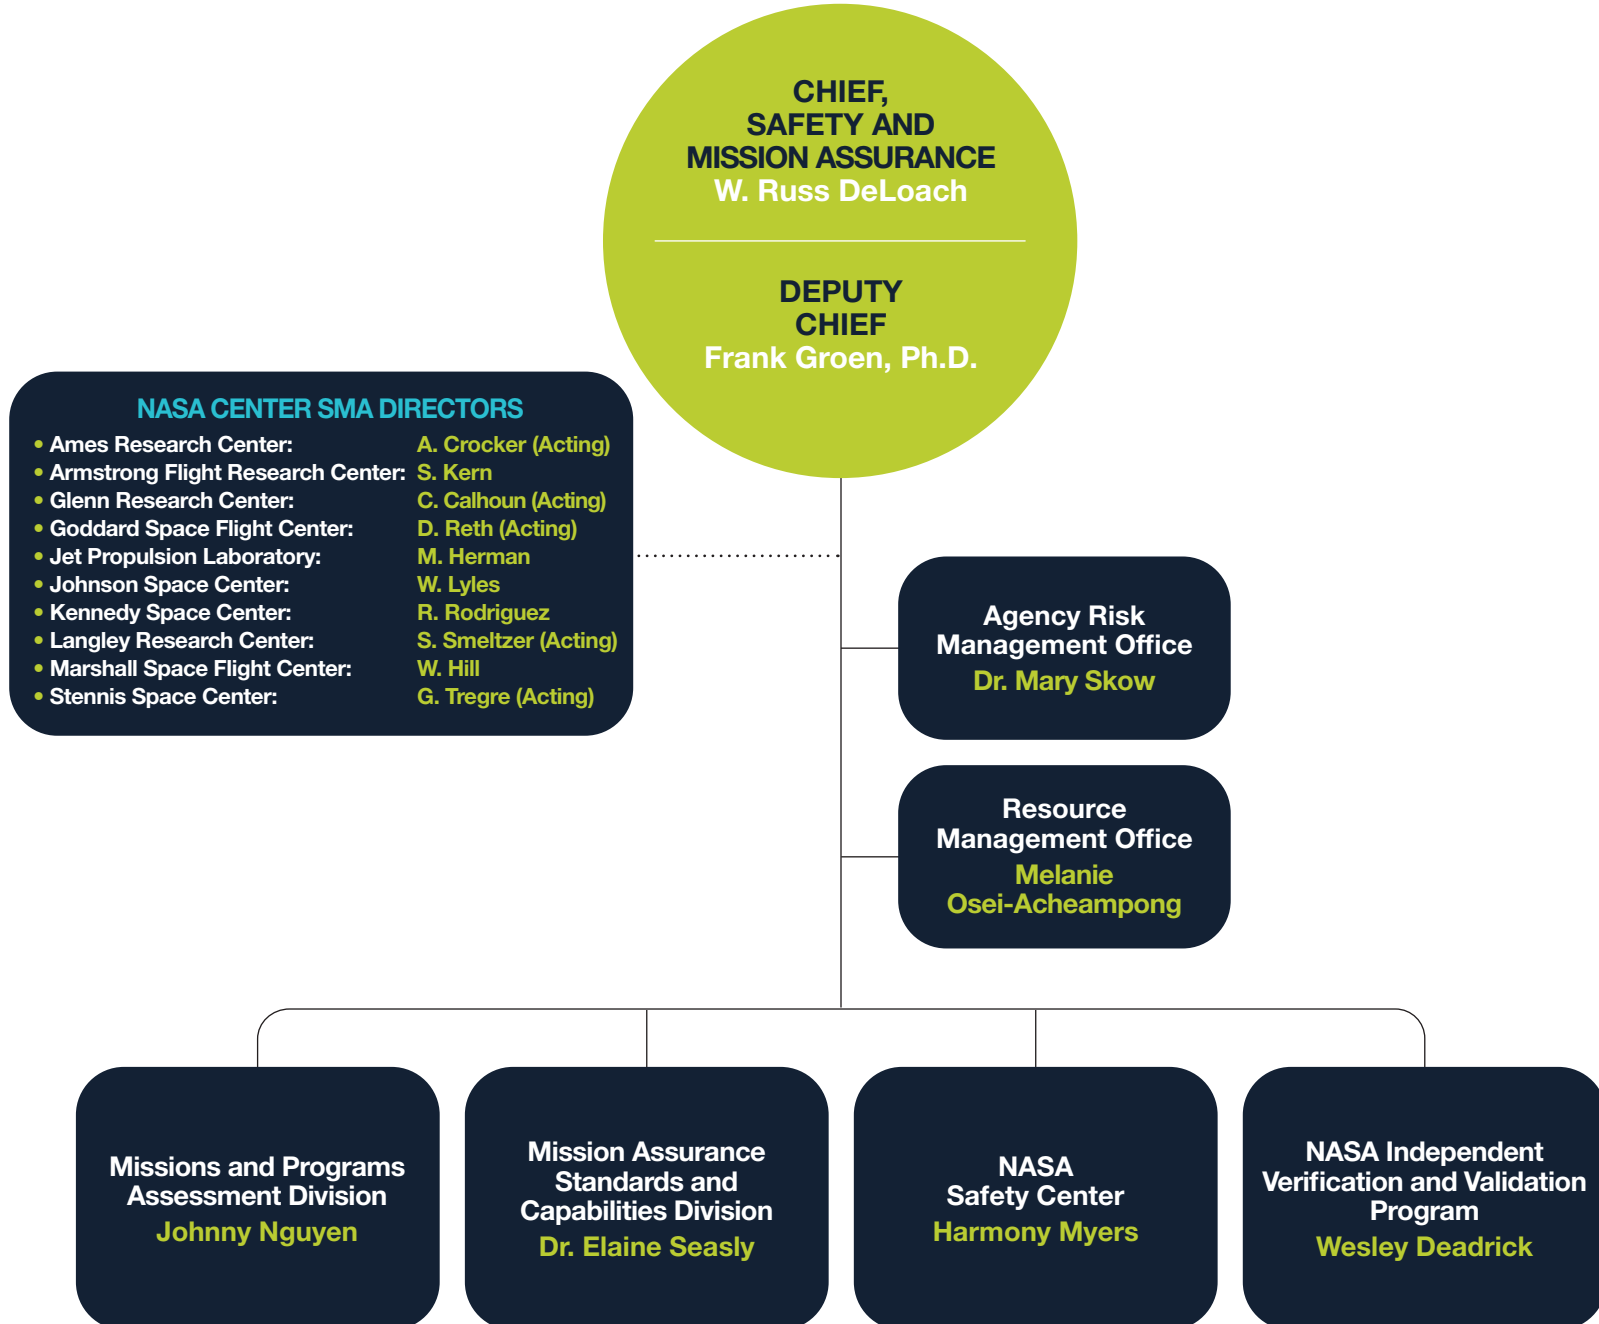 CHIEF,
SAFETY AND
MISSION ASSURANCE
W. Russ DeLoach
DEPUTY
CHIEF
Frank Groen, Ph.D.
NASA CENTER SMA DIRECTORS
• Ames Research Center: A. Crocker (Acting)
• Armstrong Flight Research Center: S. Kern
• Glenn Research Center: C. Calhoun (Acting)
• Goddard Space Flight Center: D. Reth (Acting)
• Jet Propulsion Laboratory: M. Herman
• Johnson Space Center: W. Lyles
• Kennedy Space Center: R. Rodriguez
• Langley Research Center: S. Smeltzer (Acting)
• Marshall Space Flight Center: W. Hill
• Stennis Space Center: G. Tregre (Acting)
Agency Risk
Management Office
Dr. Mary Skow
Resource
Management Office
Melanie
Osei-Acheampong
Missions and Programs
Assessment Division
Johnny Nguyen
Mission Assurance
Standards and
Capabilities Division
Dr. Elaine Seasly
NASA
Safety Center
Harmony Myers
NASA Independent
Verification and Validation
Program
Wesley Deadrick